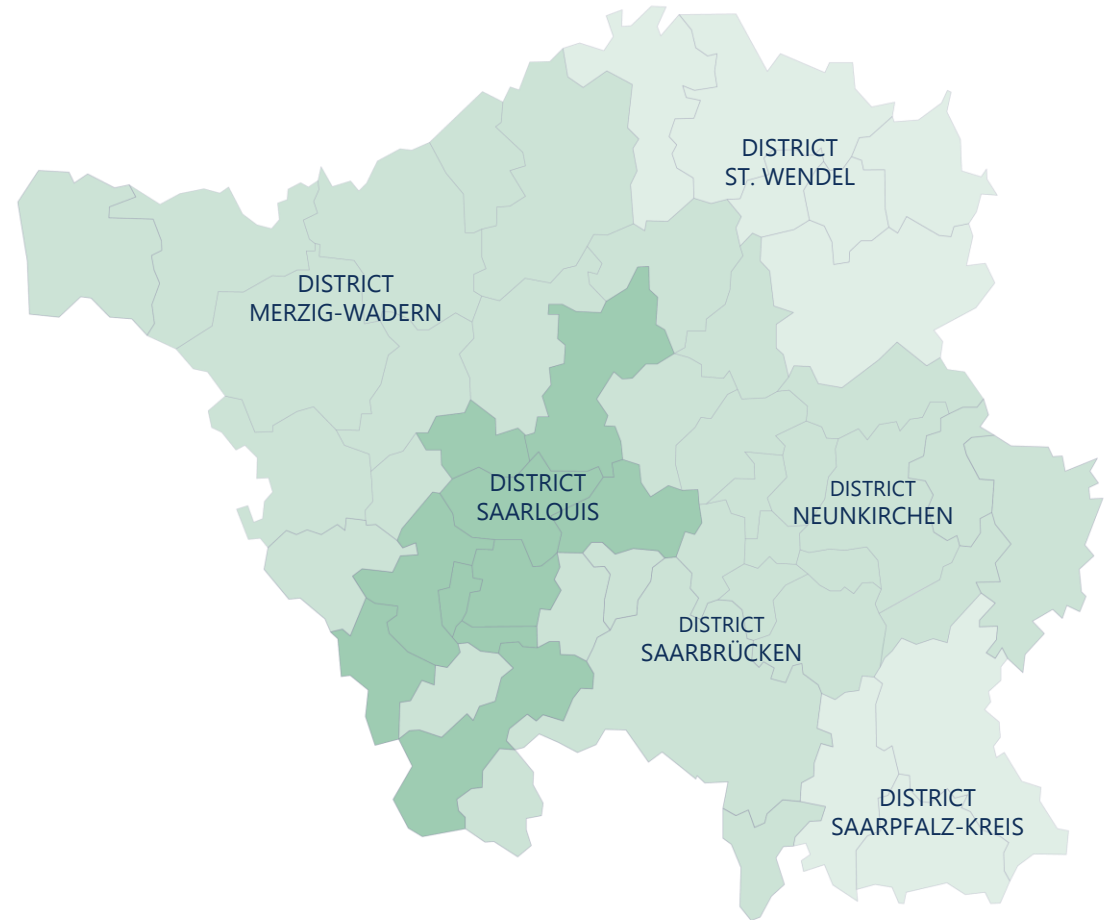 DISTRICT
ST. WENDEL
DISTRICT
MERZIG-WADERN
DISTRICT
SAARLOUIS
DISTRICT
NEUNKIRCHEN
DISTRICT
SAARBRÜCKEN
DISTRICT
SAARPFALZ-KREIS